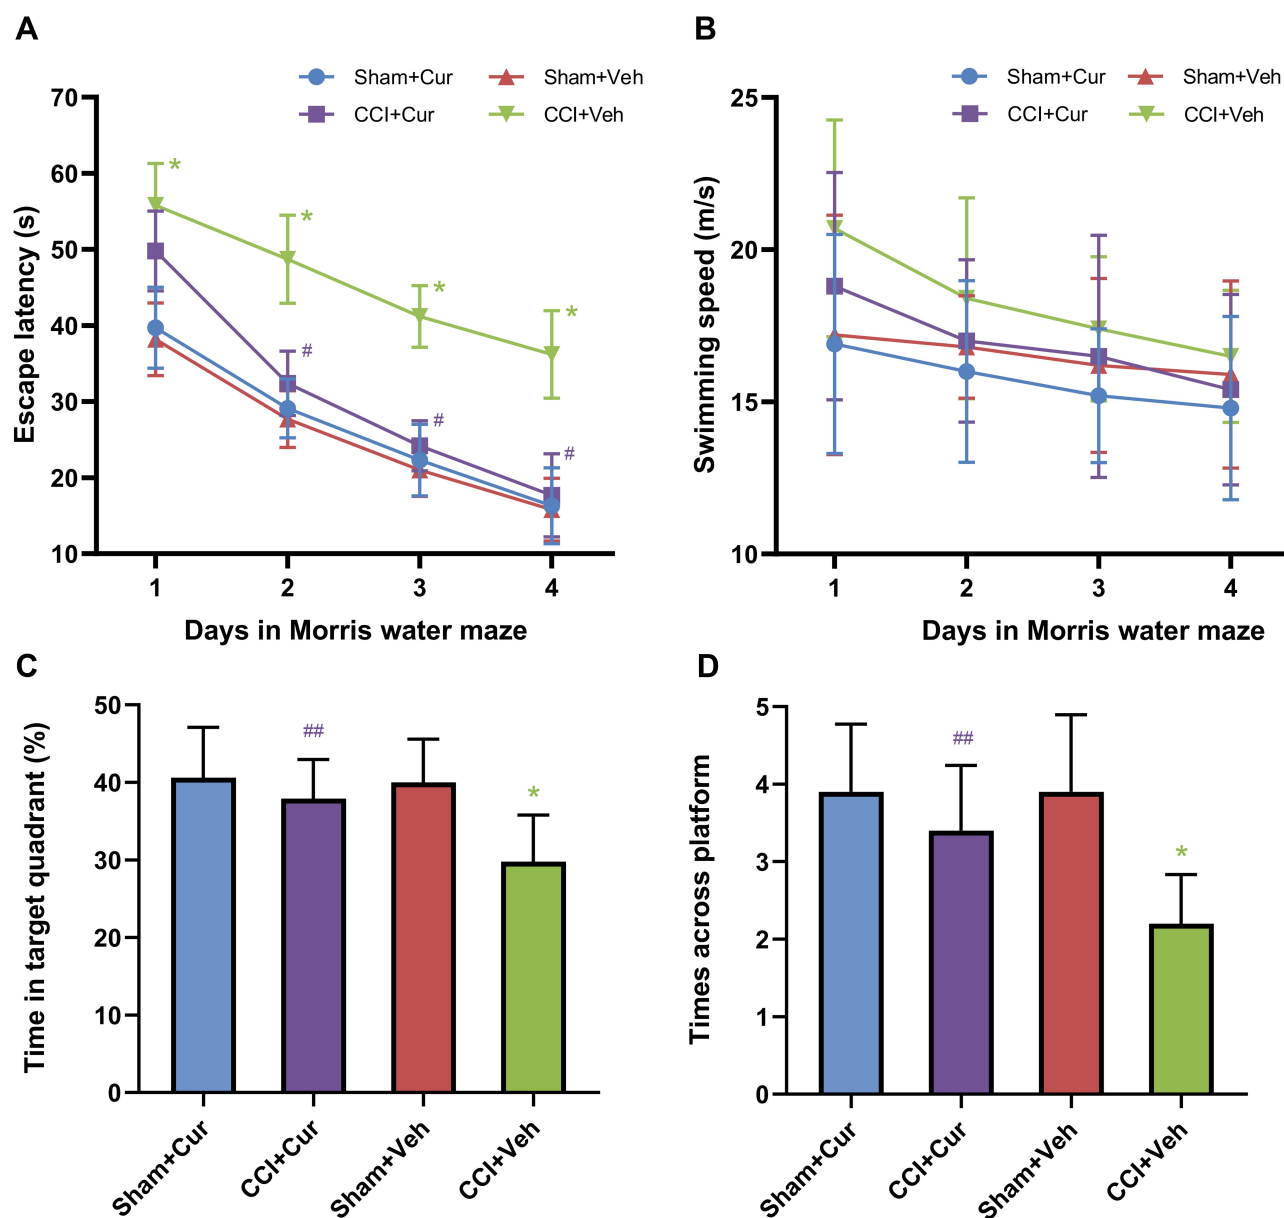 A
Sham+Cur
Sham+Veh
CCI+Cur
CCI+Veh
70
60
50
40
30
20
10
Escape latency (s)
*
*
*
*
#
#
#
1 2 3 4
Days in Morris water maze
B
Sham+Cur
Sham+Veh
CCI+Cur
CCI+Veh
25
20
15
10
Swimming speed (m/s)
1 2 3 4
Days in Morris water maze
C
50
40
30
20
10
0
Time in target quadrant (%)
##
*
Sham+Cur
CCI+Cur
Sham+Veh
CCI+Veh
D
5
4
3
2
1
0
Times across platform
##
*
Sham+Cur
CCI+Cur
Sham+Veh
CCI+Veh